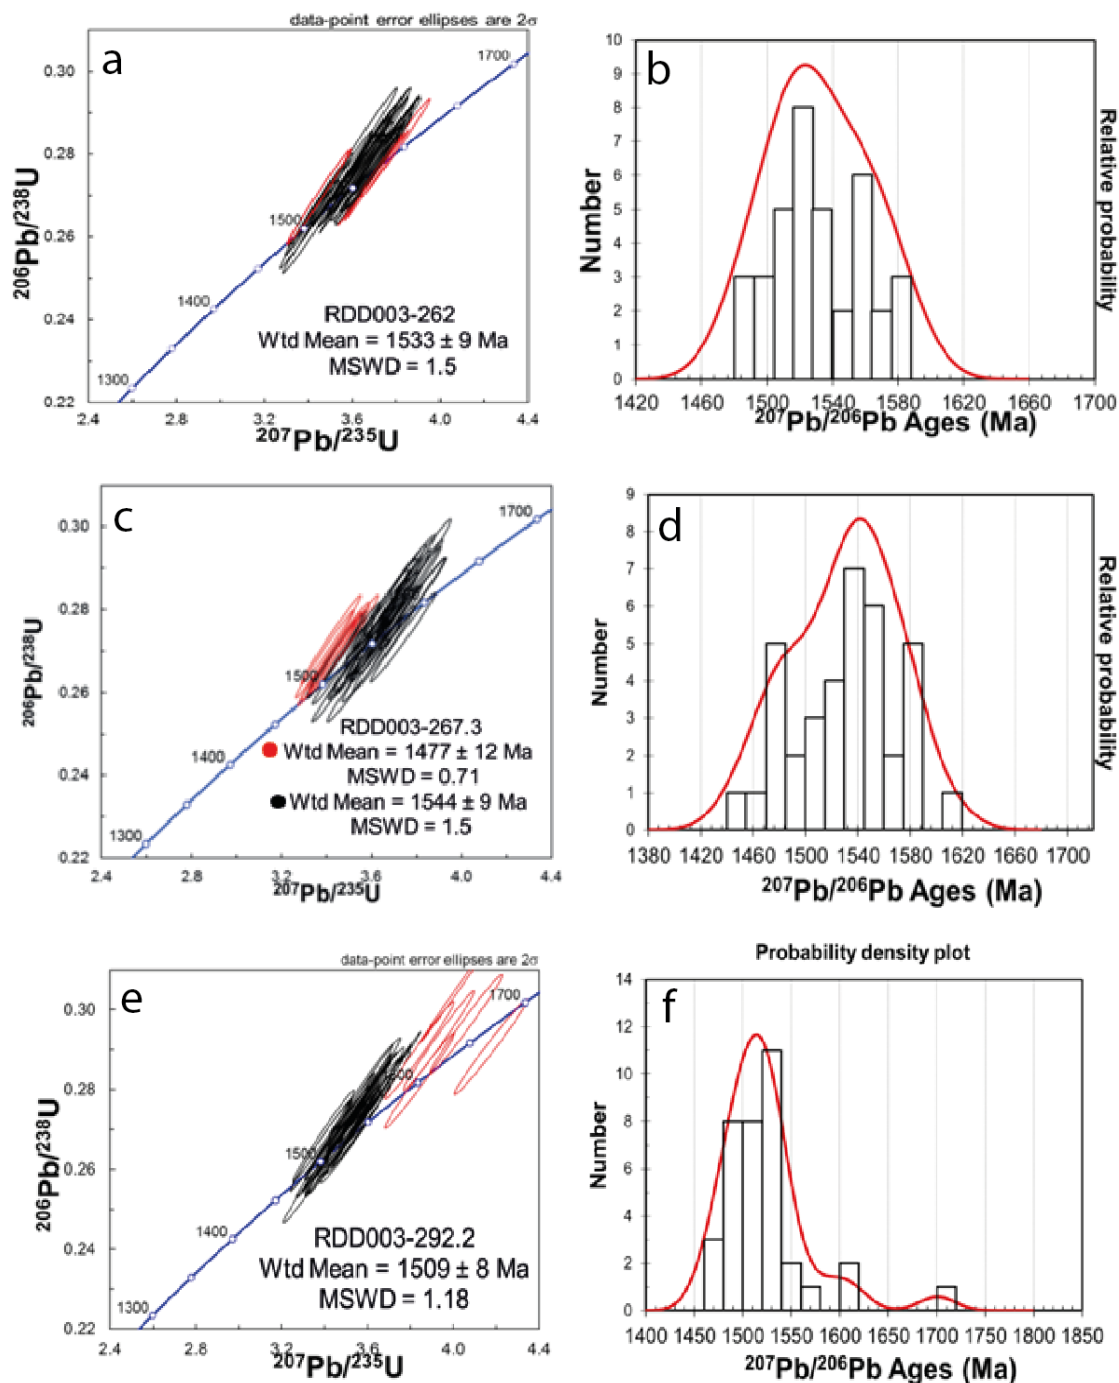 data-point error ellipses are 2σ
a
0.30
0.28
0.26
0.24
0.22
1700
1500
1400
1300
RDD003-262
Wtd Mean = 1533 ± 9 Ma
MSWD = 1.5
2.4 2.8 3.2 3.6 4.0 4.4
206Pb/238U
207Pb/235U
b
10
9
8
7
6
5
4
3
2
1
0
1420 1460 1500 1540 1580 1620 1660 1700
Number
Relative probability
207Pb/206Pb Ages (Ma)
c
0.30
0.28
0.26
0.24
0.22
1700
1500
1400
1300
RDD003-267.3
Wtd Mean = 1477 ± 12 Ma
MSWD = 0.71
Wtd Mean = 1544 ± 9 Ma
MSWD = 1.5
2.4 2.8 3.2 3.6 4.0 4.4
206Pb/238U
207Pb/235U
d
9
8
7
6
5
4
3
2
1
0
1380 1420 1460 1500 1540 1580 1620 1660 1700
Number
Relative probability
207Pb/206Pb Ages (Ma)
data-point error ellipses are 2σ
e
0.30
0.28
0.26
0.24
0.22
1700
1500
1400
1300
RDD003-292.2
Wtd Mean = 1509 ± 8 Ma
MSWD = 1.18
2.4 2.8 3.2 3.6 4.0 4.4
206Pb/238U
207Pb/235U
Probability density plot
f
14
12
10
8
6
4
2
0
1400 1450 1500 1550 1600 1650 1700 1750 1800 1850
Number
207Pb/206Pb Ages (Ma)